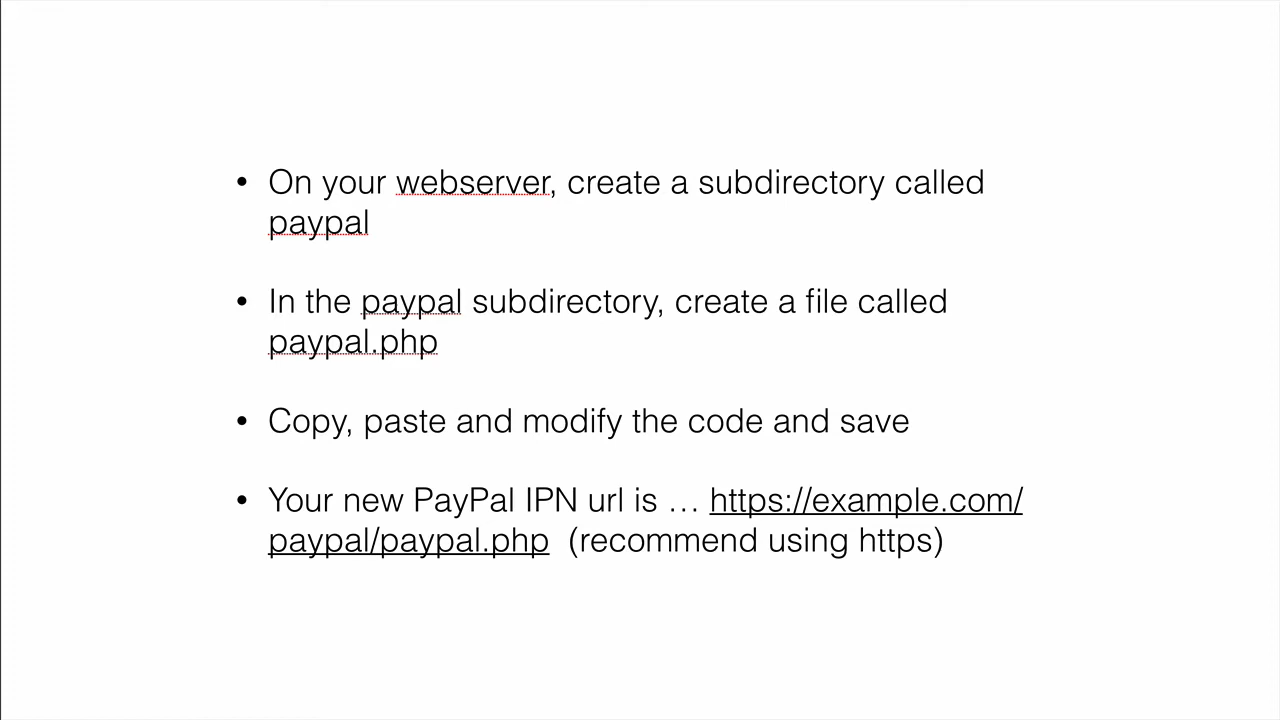 • On your webserver, create a subdirectory called
paypal
• In the paypal subdirectory, create a file called
paypal.php
• Copy, paste and modify the code and save
• Your new PayPal IPN url is … https://example.com/
paypal/paypal.php (recommend using https)